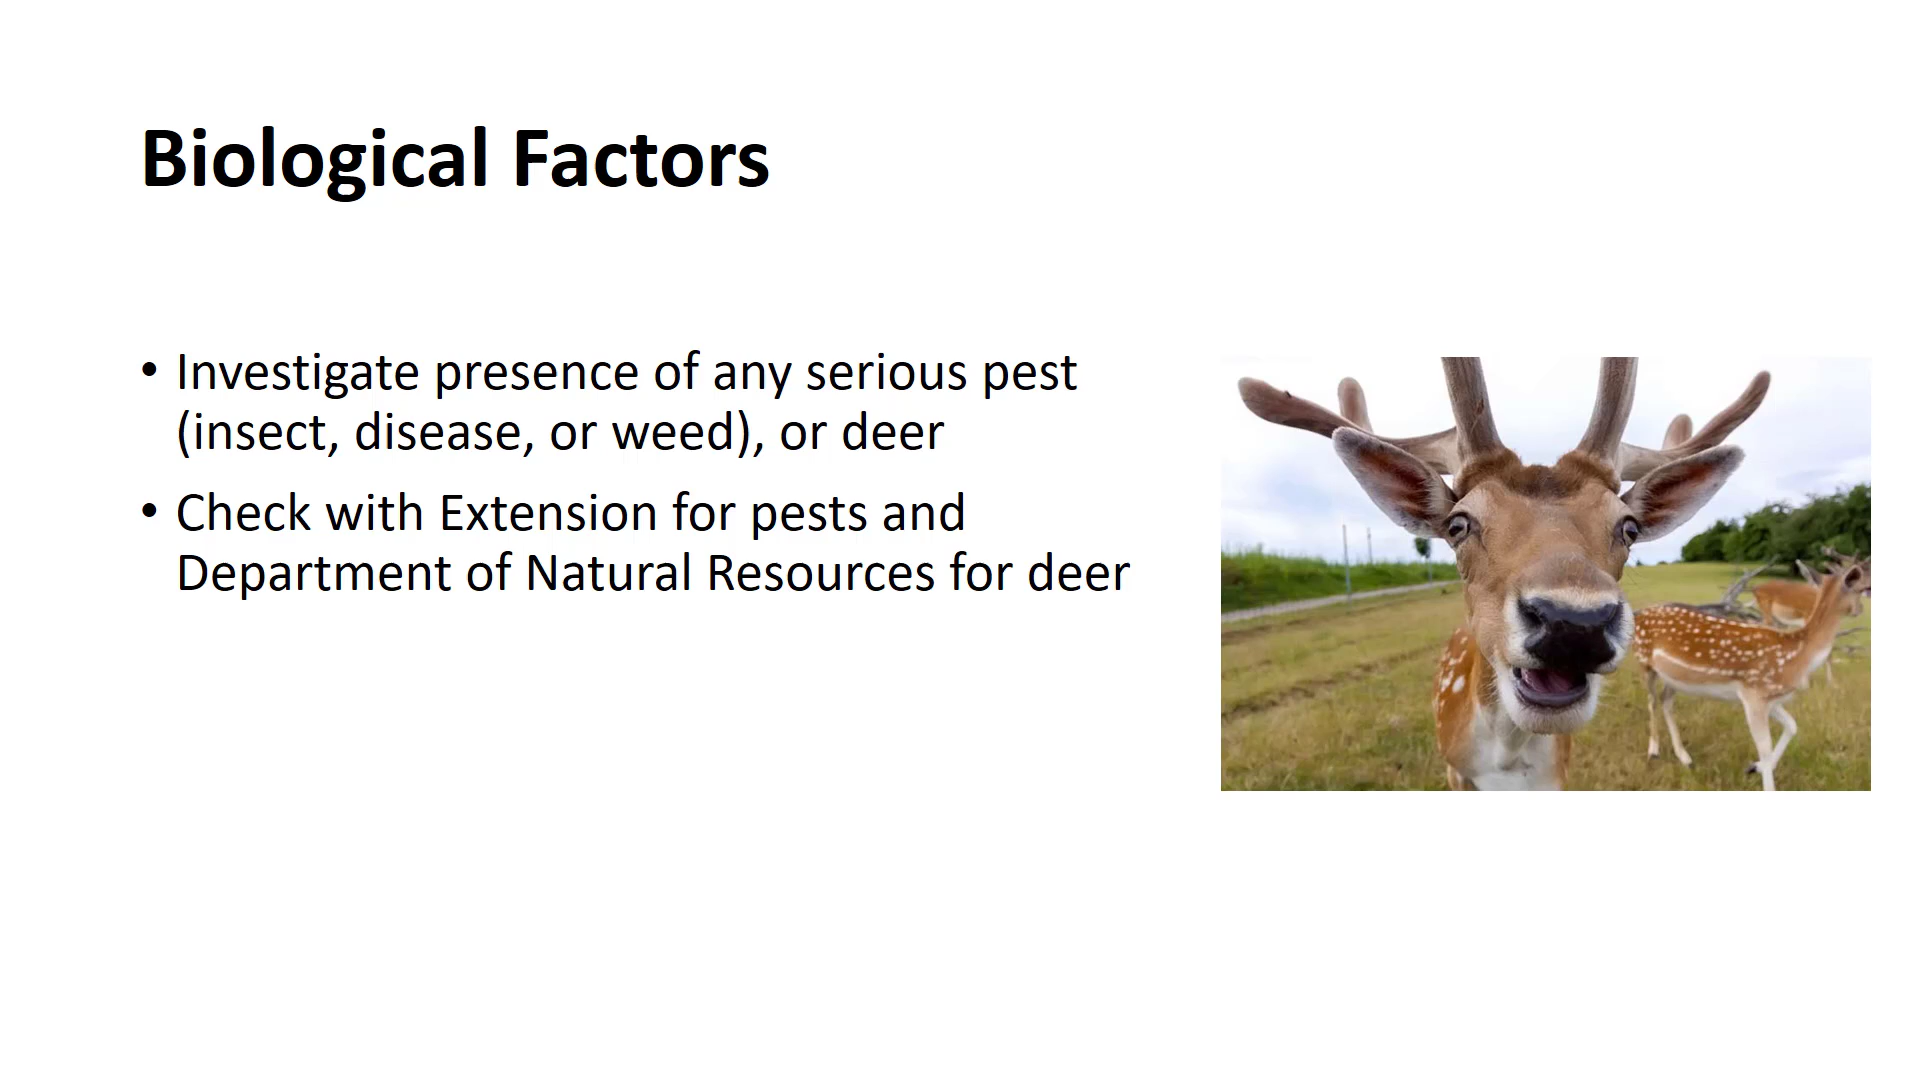 Biological Factors
• Investigate presence of any serious pest
(insect, disease, or weed), or deer
• Check with Extension for pests and
Department of Natural Resources for deer